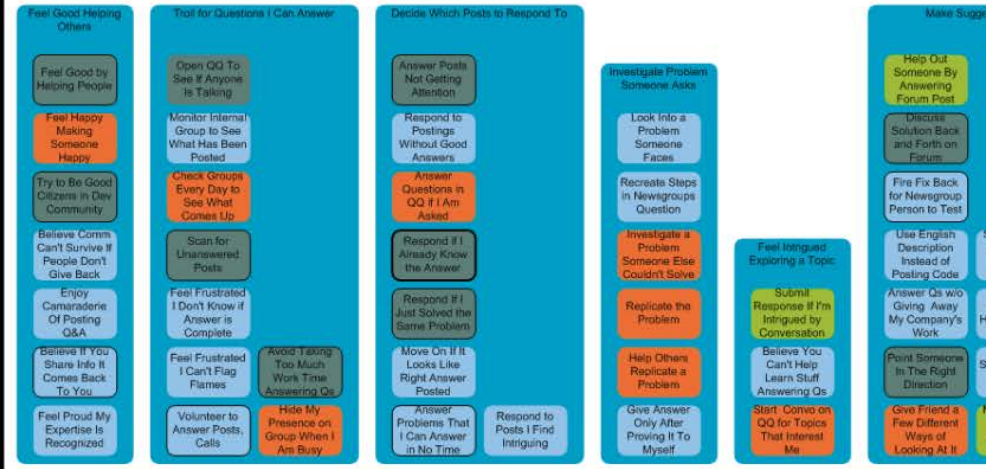 Feel Good Helping
Others
Feel Good by
Helping People
Feel Happy
Making
Someone
Happy
Try to Be Good
Citizens in Dev
Community
Believe Comm
Can't Survive If
People Don't
Give Back
Enjoy
Camaraderie
Of Posting
Q&A
Believe If You
Share Info It
Comes Back
To You
Feel Proud My
Expertise Is
Recognized
Troll for Questions I Can Answer
Open QQ To
See If Anyone
Is Talking
Monitor Internal
Group to See
What Has Been
Posted
Check Groups
Every Day to
See What
Comes Up
Scan for
Unanswered
Posts
Feel Frustrated
I Don't Know if
Answer is
Complete
Feel Frustrated
I Can't Flag
Flames
Avoid Taking
Too Much
Work Time
Answering Qs
Volunteer to
Answer Posts,
Calls
Hide My
Presence on
Group When I
Am Busy
Decide Which Posts to Respond To
Answer Posts
Not Getting
Attention
Respond to
Postings
Without Good
Answers
Answer
Questions in
QQ if I Am
Asked
Respond if I
Already Know
the Answer
Respond If I
Just Solved the
Same Problem
Move On If It
Looks Like
Right Answer
Posted
Answer
Problems That
I Can Answer
in No Time
Respond to
Posts I Find
Intriguing
Investigate Problem
Someone Asks
Look Into a
Problem
Someone
Faces
Recreate Steps
in Newsgroups
Question
Investigate a
Problem
Someone Else
Couldn't Solve
Replicate the
Problem
Help Others
Replicate a
Problem
Give Answer
Only After
Proving It To
Myself
Feel Intrigued
Exploring a Topic
Submit
Response If I'm
Intrigued by
Conversation
Believe You
Can't Help
Learn Stuff
Answering Qs
Start Convo on
QQ for Topics
That Interest
Me
Make Sugge
Help Out
Someone By
Answering
Forum Post
Discuss
Solution Back
and Forth on
Forum
Fire Fix Back
for Newsgroup
Person to Test
Use English
Description
Instead of
Posting Code
Answer Qs w/o
Giving Away
My Company's
Work
Point Someone
In The Right
Direction
Give Friend a
Few Different
Ways of
Looking At It